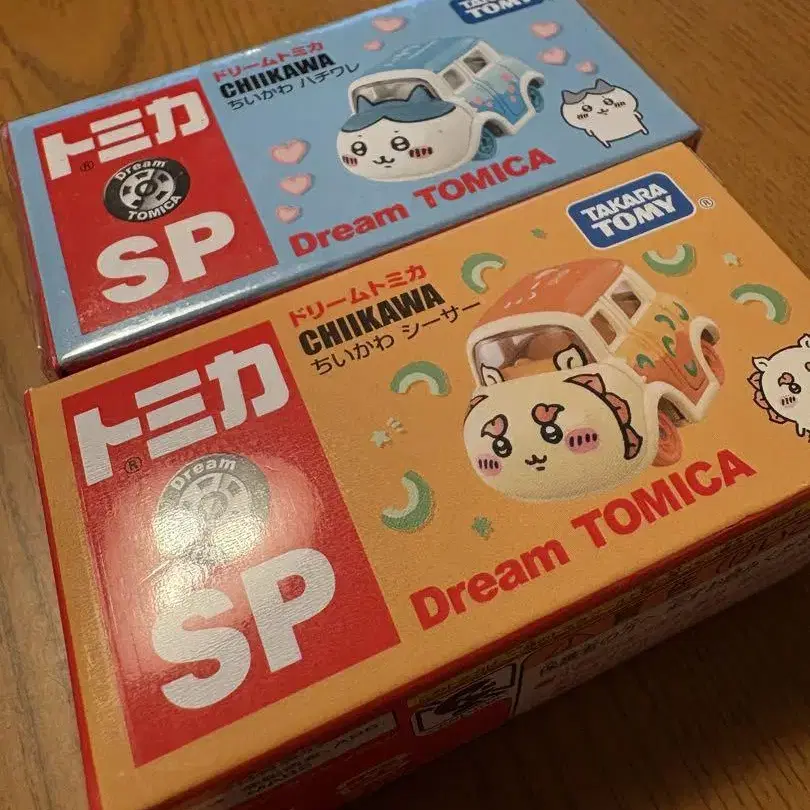 TAKARA
TOMY
ドリームトミカ
CHIIKAWA
ちいかわ ハチワレ
トミカ
®
Dream
TOMICA
SP
Dream TOMICA
TAKARA
TOMY
®
ドリームトミカ
CHIIKAWA
ちいかわ シーサー
トミカ
®
Dream
SP
Dream TOMICA